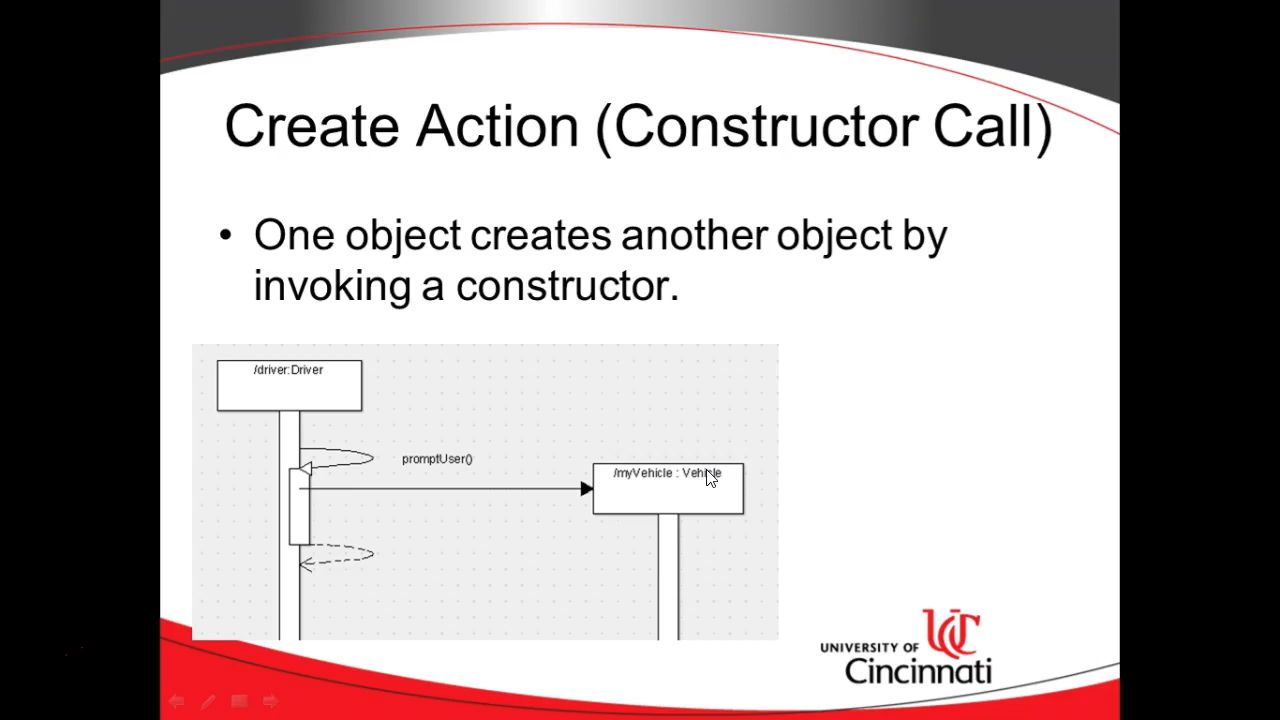 Create Action (Constructor Call)
• One object creates another object by
invoking a constructor.
/driver:Driver
promptUser()
/myVehicle : Vehicle
UC
UNIVERSITY OF
Cincinnati